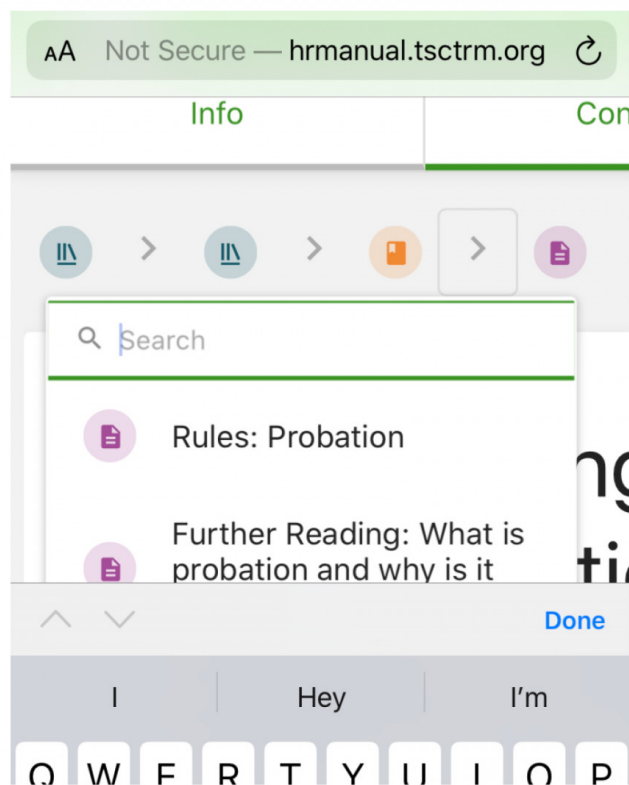 AA Not Secure — hrmanual.tsctrm.org
Info Con
Search
Rules: Probation
Further Reading: What is
probation and why is it
Done
I Hey I'm
Q W E R T Y U I O P